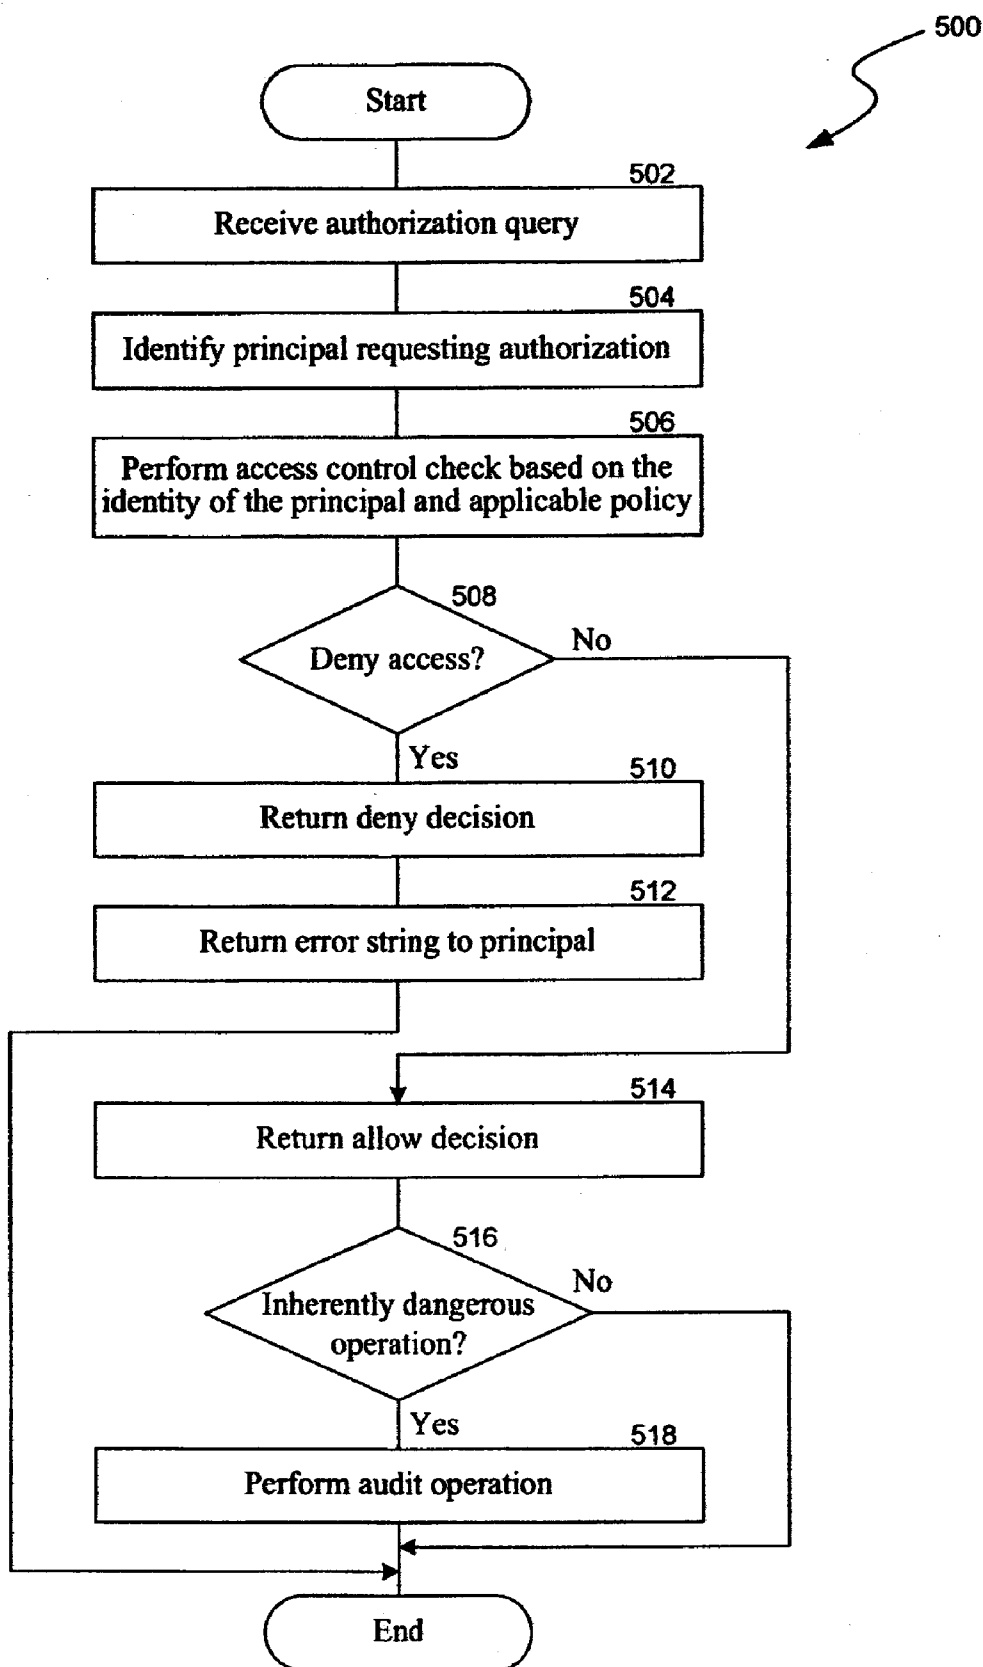 500
Start
502
Receive authorization query
504
Identify principal requesting authorization
506
Perform access control check based on the
identity of the principal and applicable policy
508
Deny access?
No
Yes
510
Return deny decision
512
Return error string to principal
514
Return allow decision
516
Inherently dangerous
operation?
No
Yes
518
Perform audit operation
End